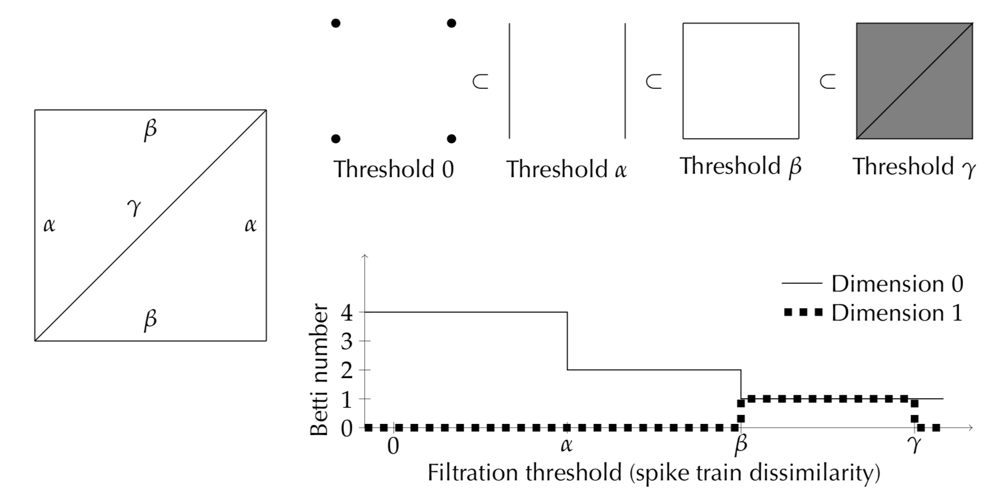 β
γ
α
α
β
⊂
⊂
⊂
Threshold 0
Threshold α
Threshold β
Threshold γ
Dimension 0
Dimension 1
Betti number
4
3
2
1
0
0 α β γ
Filtration threshold (spike train dissimilarity)